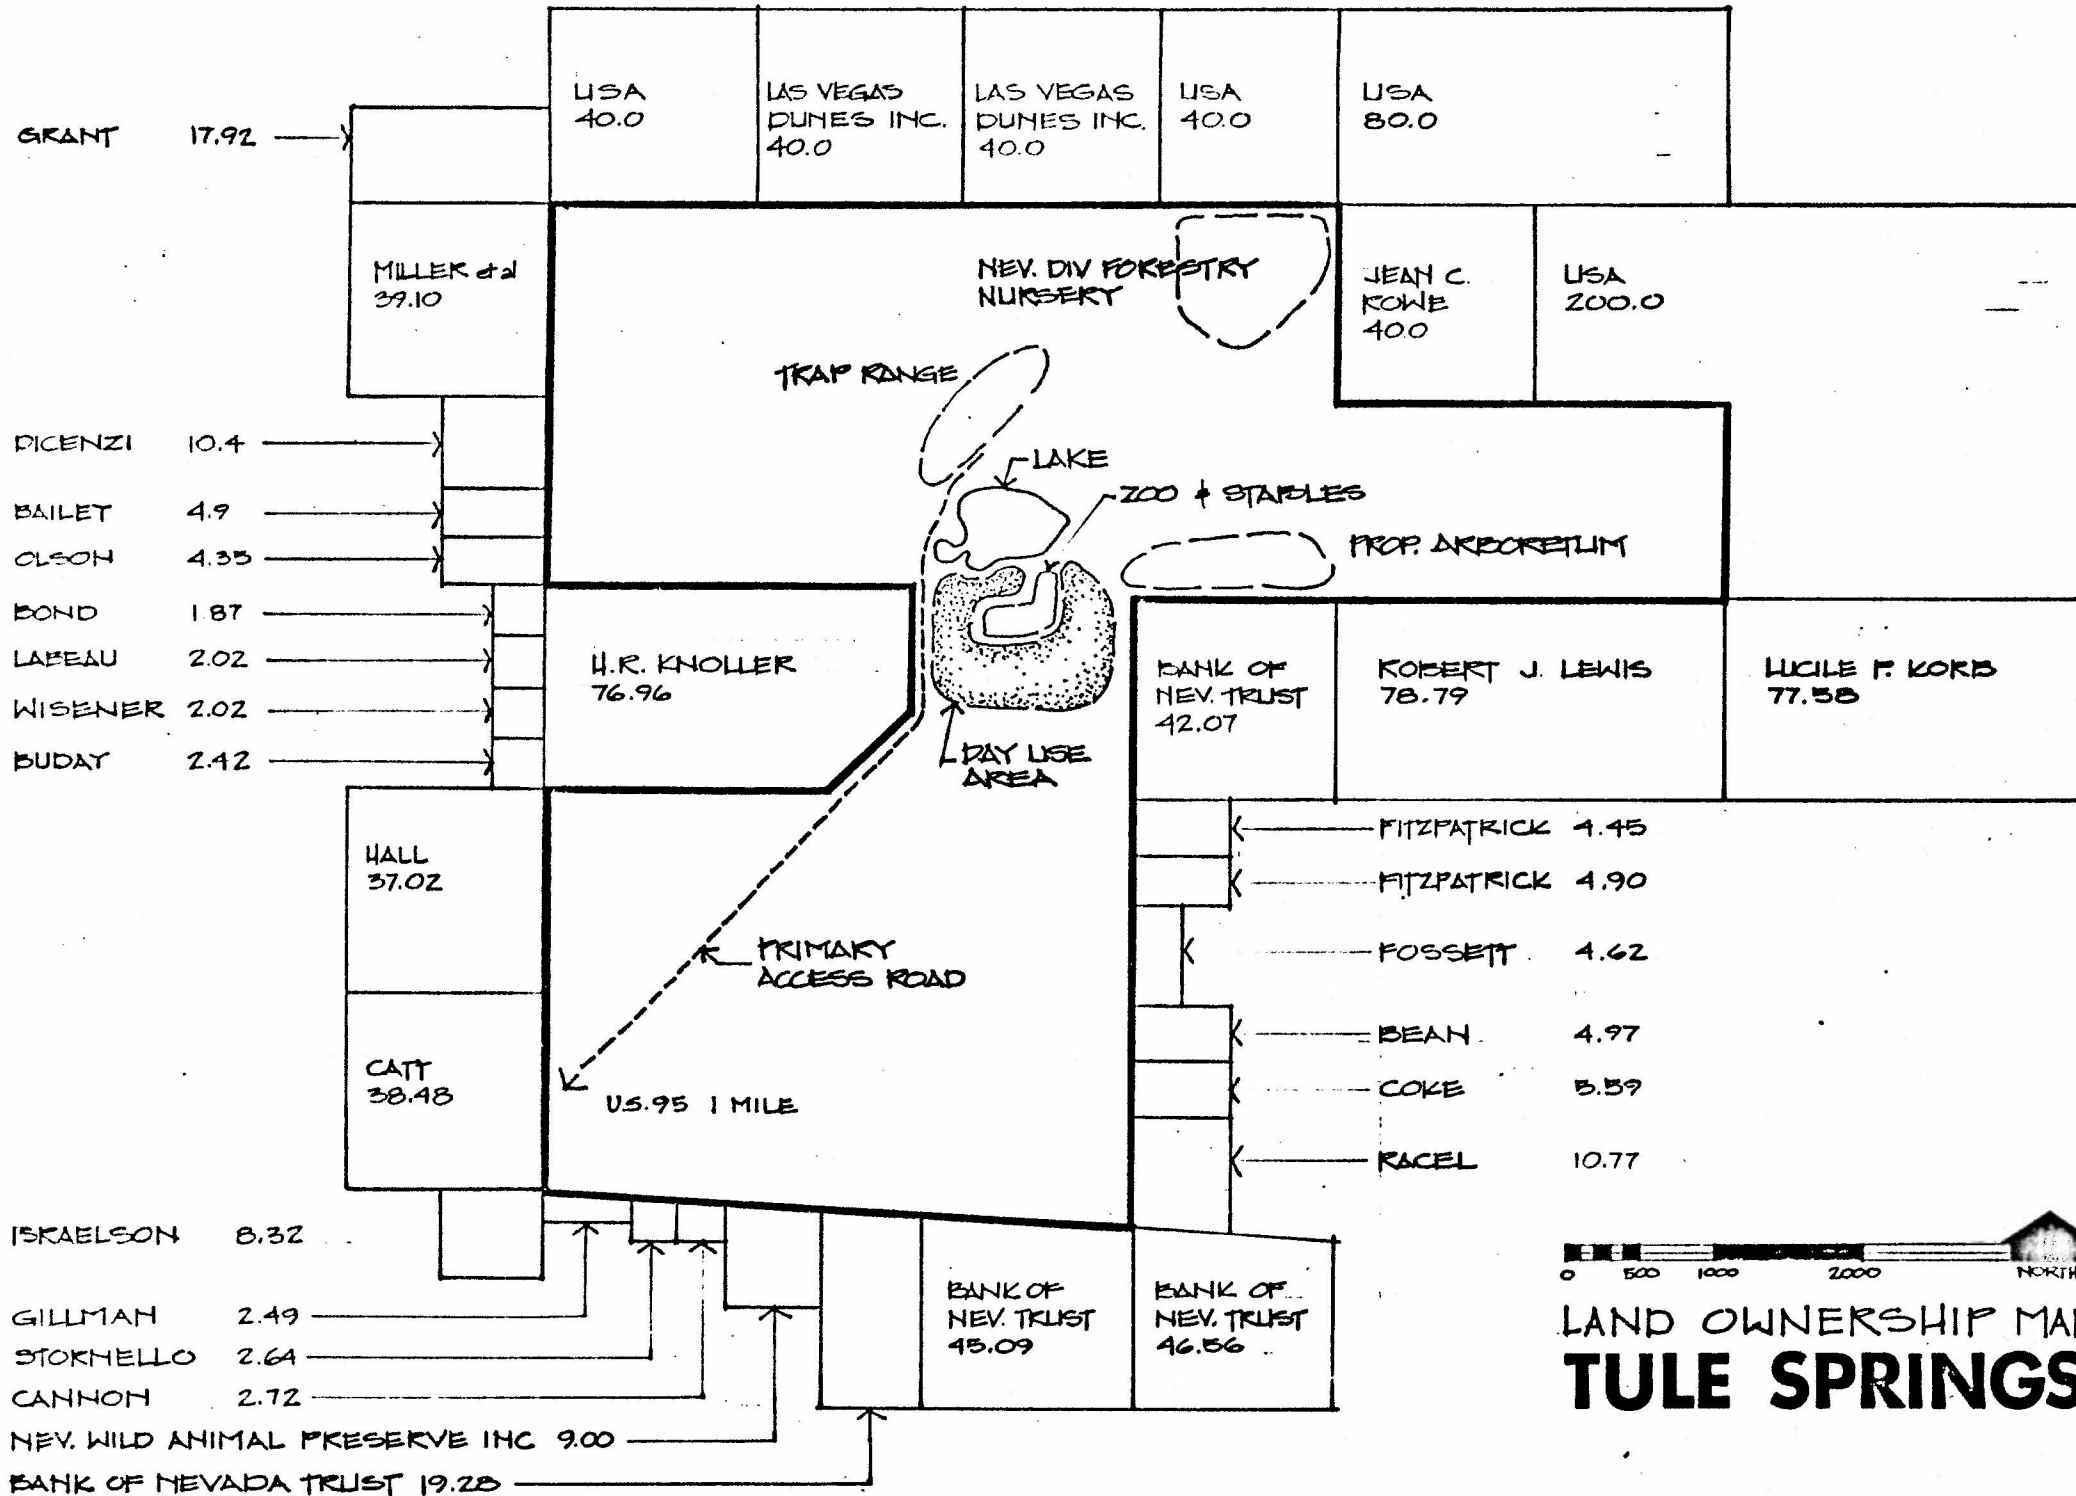 USA
40.0
LAS VEGAS
DUNES INC.
40.0
LAS VEGAS
DUNES INC.
40.0
USA
40.0
USA
80.0
GRANT 17.92
MILLER et al
39.10
NEV. DIV FORESTRY
NURSERY
JEAN C.
ROWE
40.0
USA
200.0
TRAP RANGE
DICENZI 10.4
LAKE
ZOO & STABLES
BAILET 4.9
PROP. ARBORETUM
OLSON 4.35
BOND 1.87
LABEAU 2.02
WISENER 2.02
BUDAY 2.42
H.R. KNOLLER
76.96
BANK OF
NEV. TRUST
42.07
ROBERT J. LEWIS
78.79
LUCILE P. KORB
77.58
DAY USE
AREA
HALL
37.02
FITZPATRICK 4.45
FITZPATRICK 4.90
PRIMARY
ACCESS ROAD
FOSSETT 4.62
CATT
38.48
U.S. 95 1 MILE
BEAN 4.97
COKE 5.59
RACEL 10.77
ISRAELSON 8.32
GILLMAN 2.49
STORNELLO 2.64
CANNON 2.72
NEV. WILD ANIMAL PRESERVE INC 9.00
BANK OF NEVADA TRUST 19.28
BANK OF
NEV. TRUST
45.09
BANK OF
NEV. TRUST
46.56
0 500 1000 2000 NORTH
LAND OWNERSHIP MAP
TULE SPRINGS